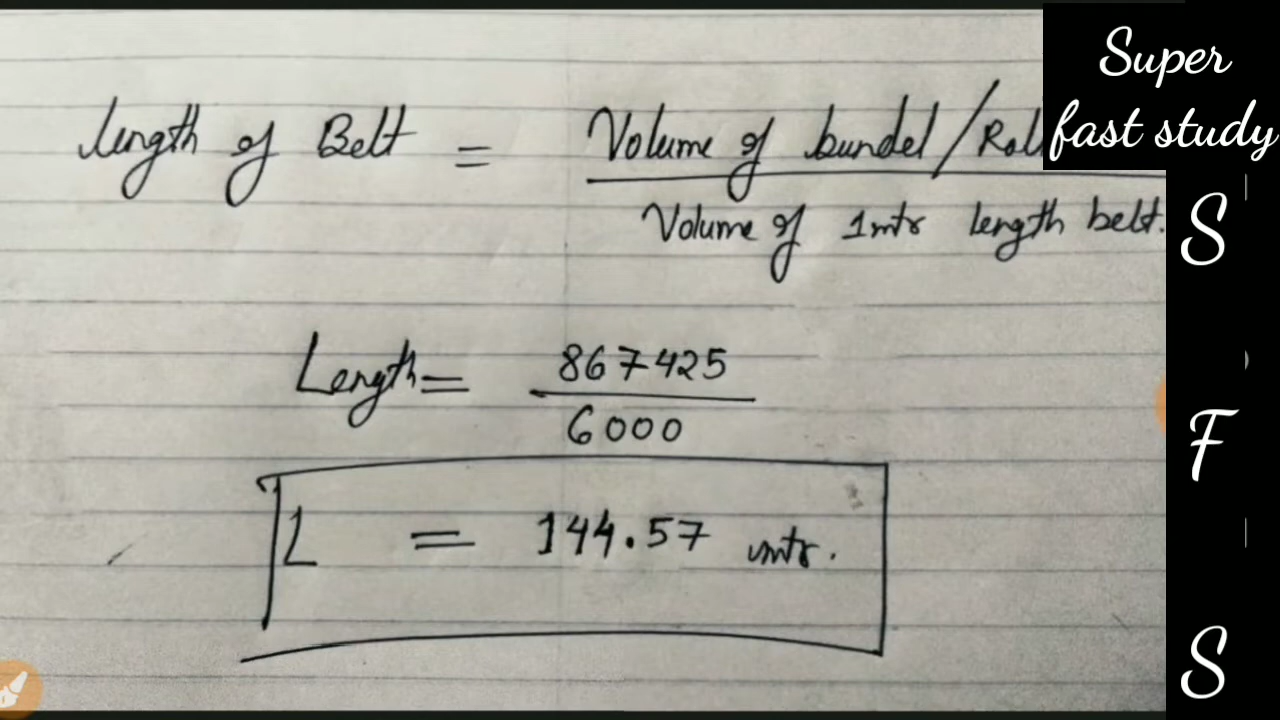 Super
fast study
length of Belt = Volume of bundel /
Volume of 1mtr length belt.
Length = 867425
6000
L = 144.57 mtr.
S
F
S